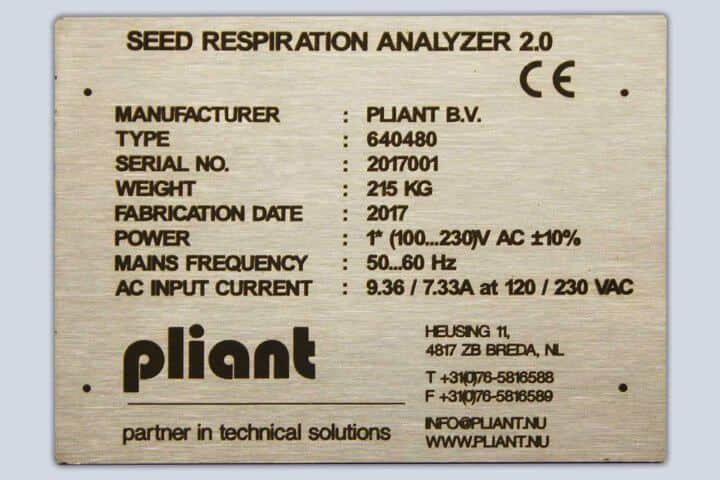 SEED RESPIRATION ANALYZER 2.0
CE
MANUFACTURER : PLIANT B.V.
TYPE : 640480
SERIAL NO. : 2017001
WEIGHT : 215 KG
FABRICATION DATE : 2017
POWER : 1* (100...230)V AC ±10%
MAINS FREQUENCY : 50...60 Hz
AC INPUT CURRENT : 9.36 / 7.33A at 120 / 230 VAC
pliant
partner in technical solutions
HEUSING 11,
4817 ZB BREDA, NL
T +31(0)76-5816588
F +31(0)76-5816589
INFO@PLIANT.NU
WWW.PLIANT.NU